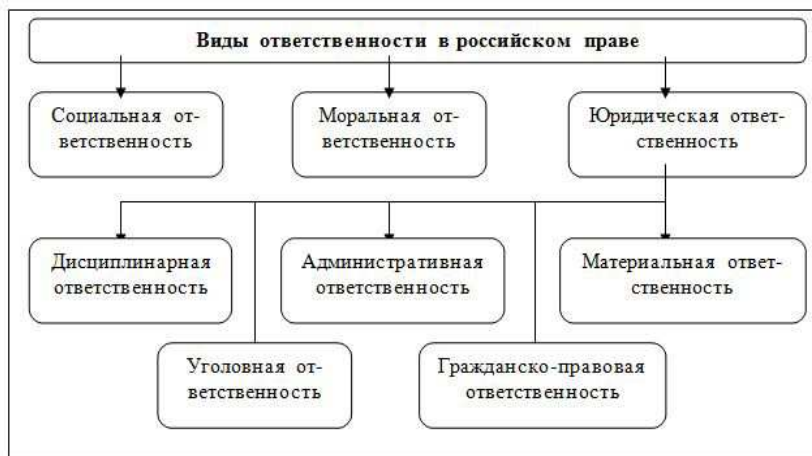 Виды ответственности в российском праве
Социальная от-
ветственность
Моральная от-
ветственность
Юридическая ответ-
ственность
Дисциплинарная
ответственность
Административная
ответственность
Материальная ответ-
ственность
Уголовная от-
ветственность
Гражданско-правовая
ответственность